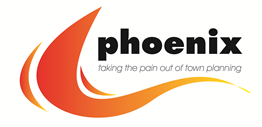 phoenix
taking the pain out of town planning